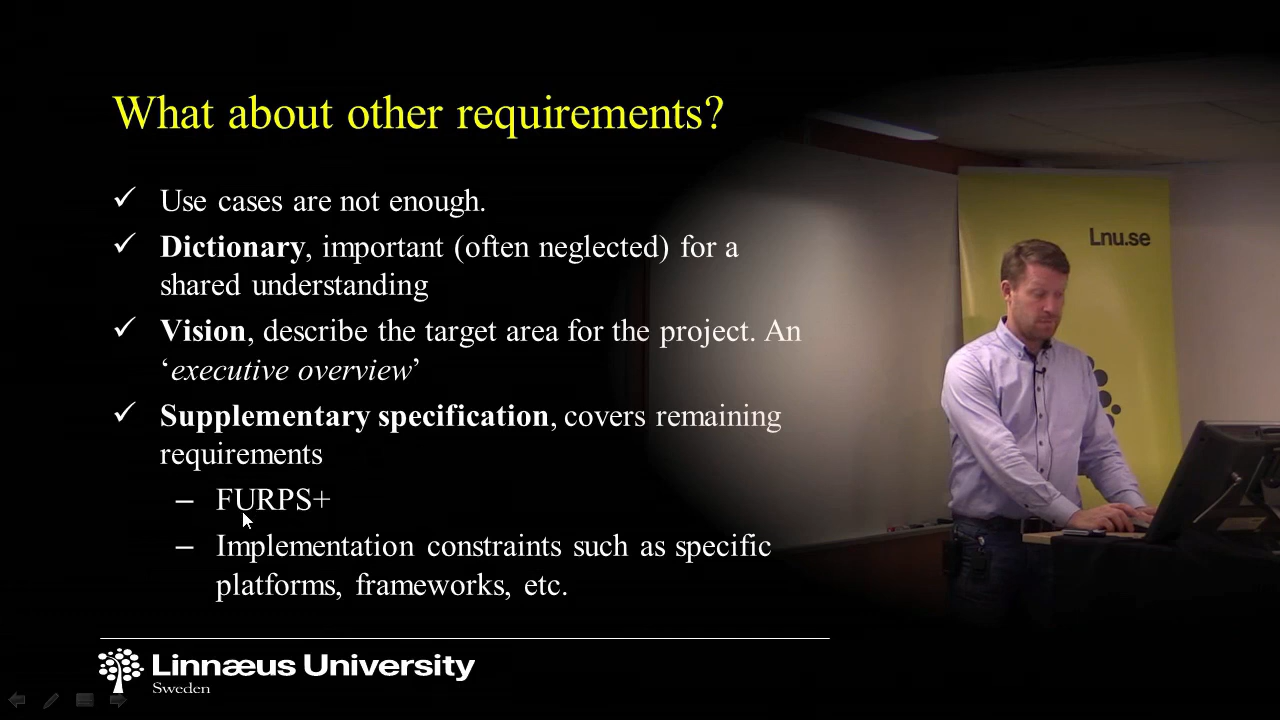 What about other requirements?
✓ Use cases are not enough.
✓ Dictionary, important (often neglected) for a
shared understanding
✓ Vision, describe the target area for the project. An
‘executive overview’
✓ Supplementary specification, covers remaining
requirements
– FURPS+
– Implementation constraints such as specific
platforms, frameworks, etc.
Lnu.se
Linnæus University
Sweden